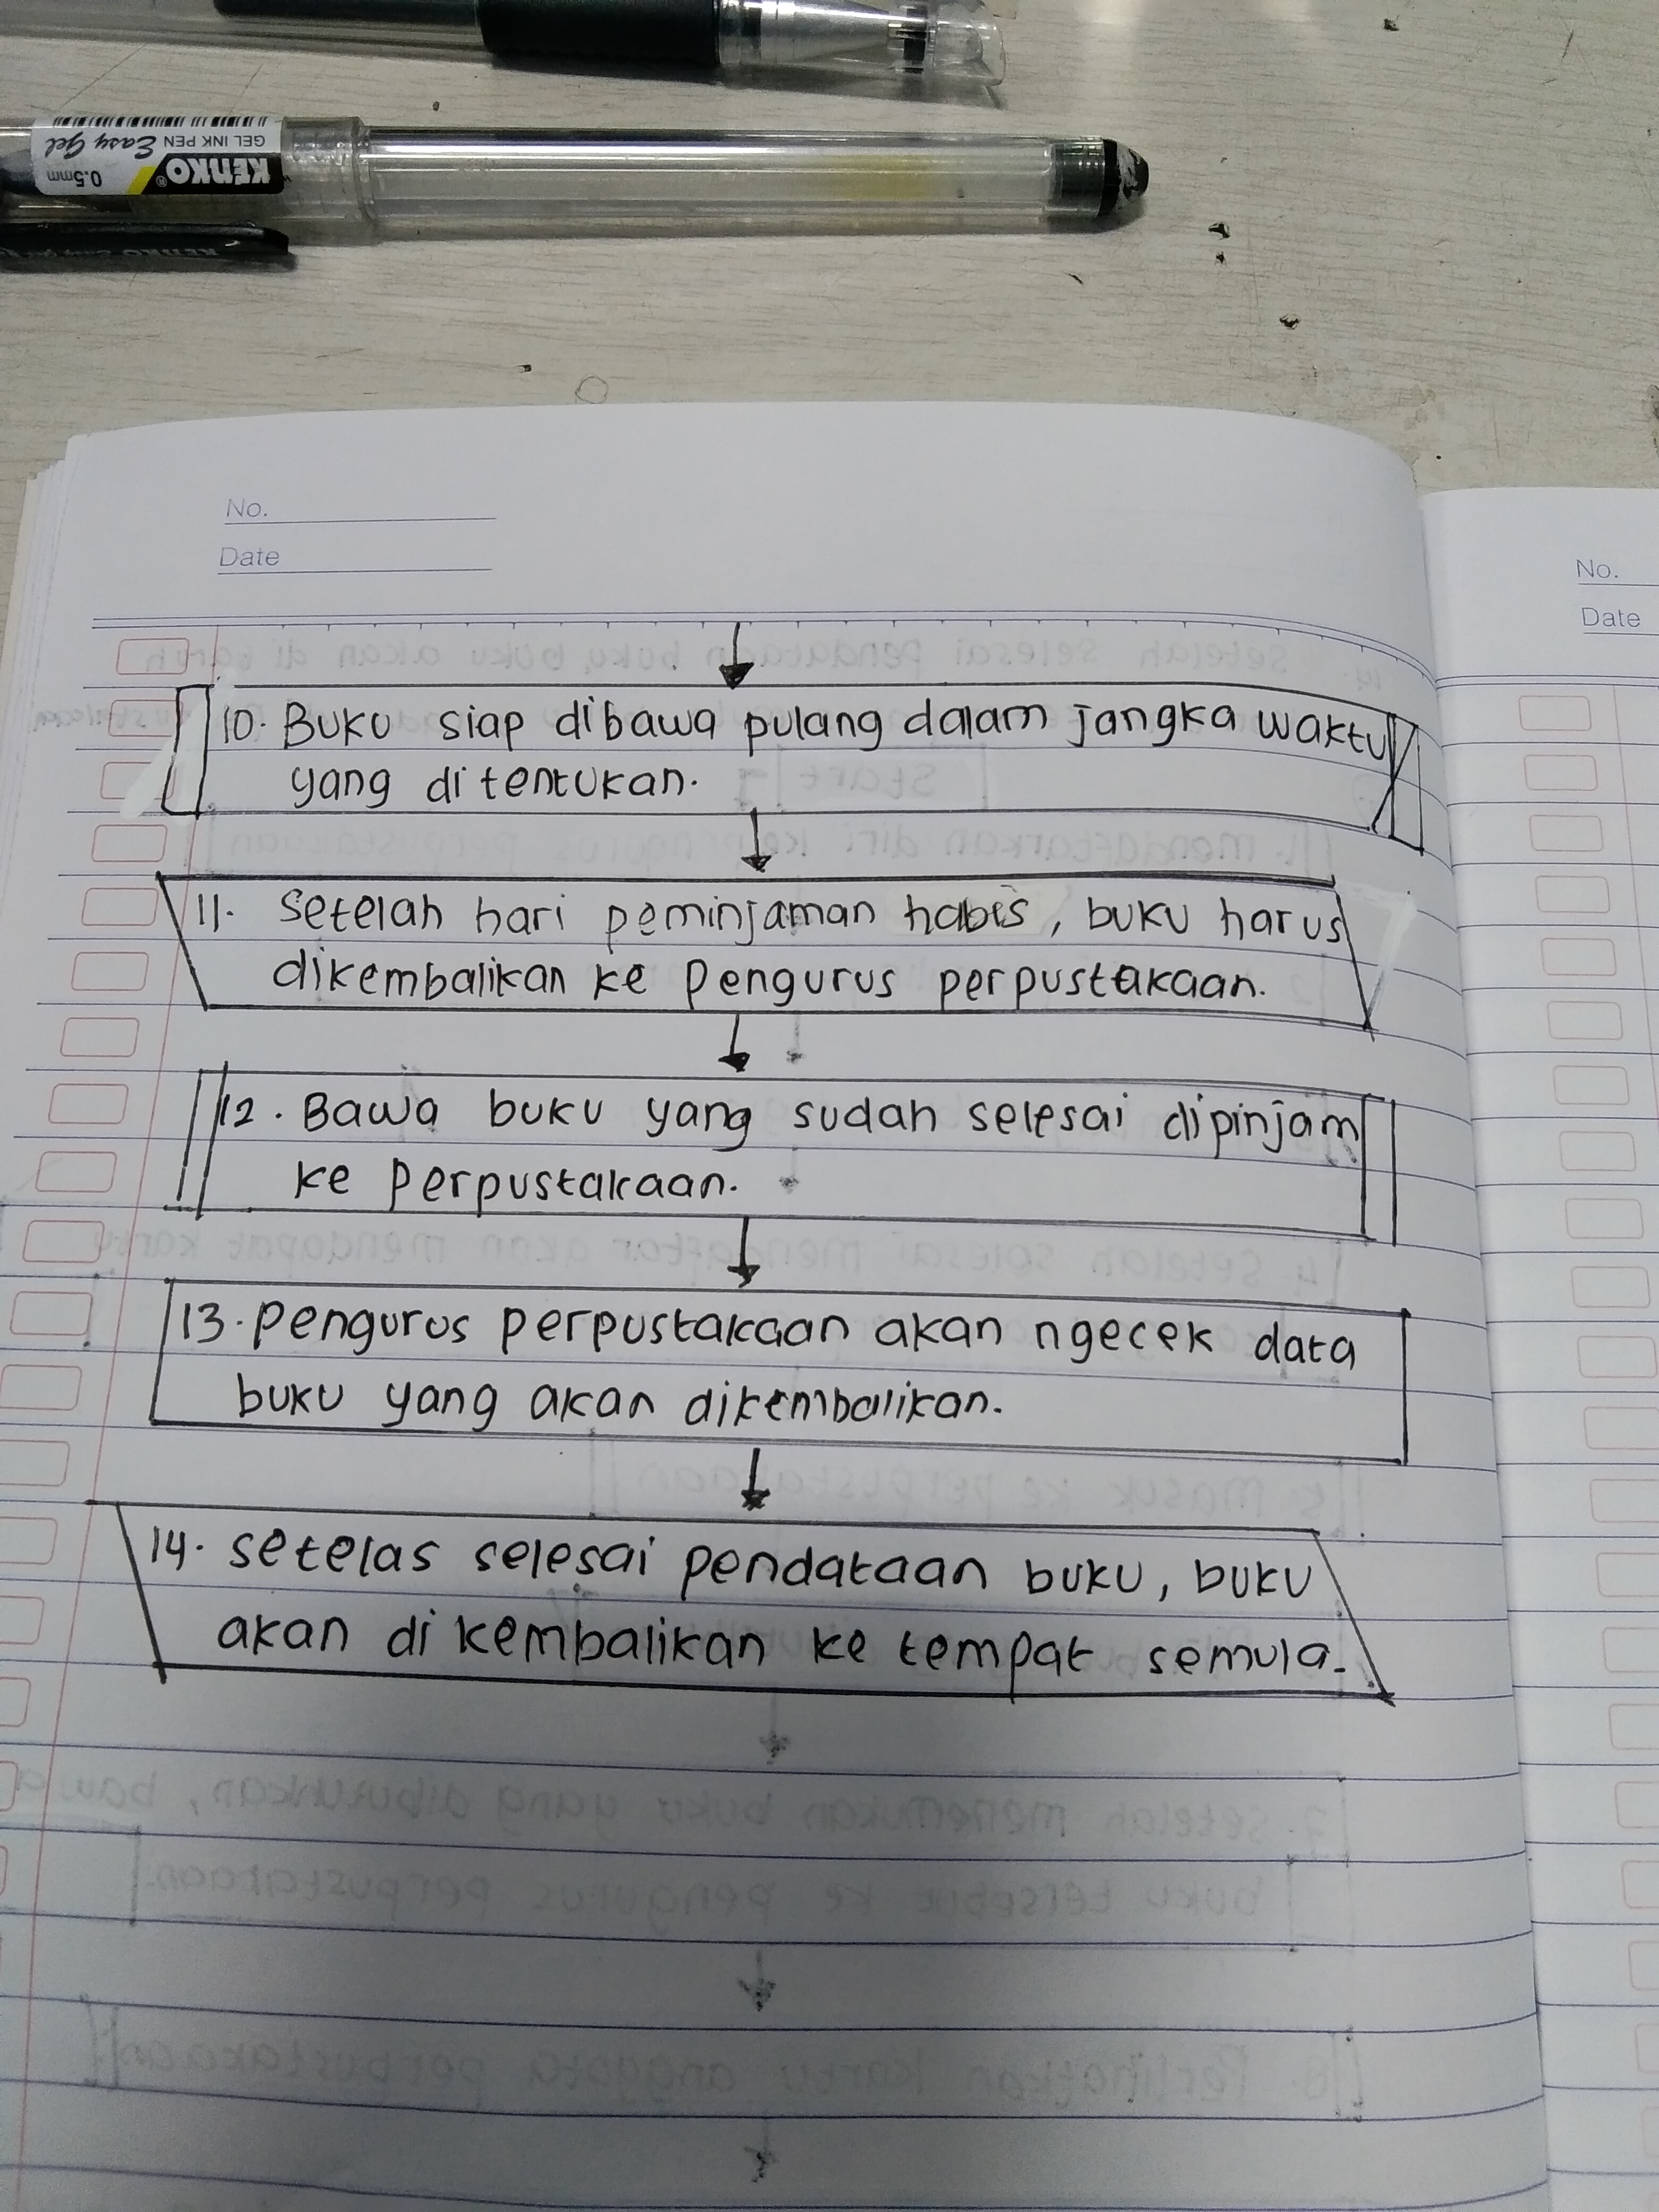 KENKO
0.5mm
GEL INK PEN Easy Gel
No.
Date
No.
Date
10. Buku siap dibawa pulang dalam jangka waktu
yang ditentukan.
11. Setelah hari peminjaman habis, buku harus
dikembalikan ke Pengurus perpustakaan.
12. Bawa buku yang sudah selesai dipinjam
ke Perpustakaan.
13. Pengurus perpustakaan akan ngecek data
buku yang akan dikembalikan.
14. setelas selesai pendataan buku, buku
akan di kembalikan ke tempat semula.